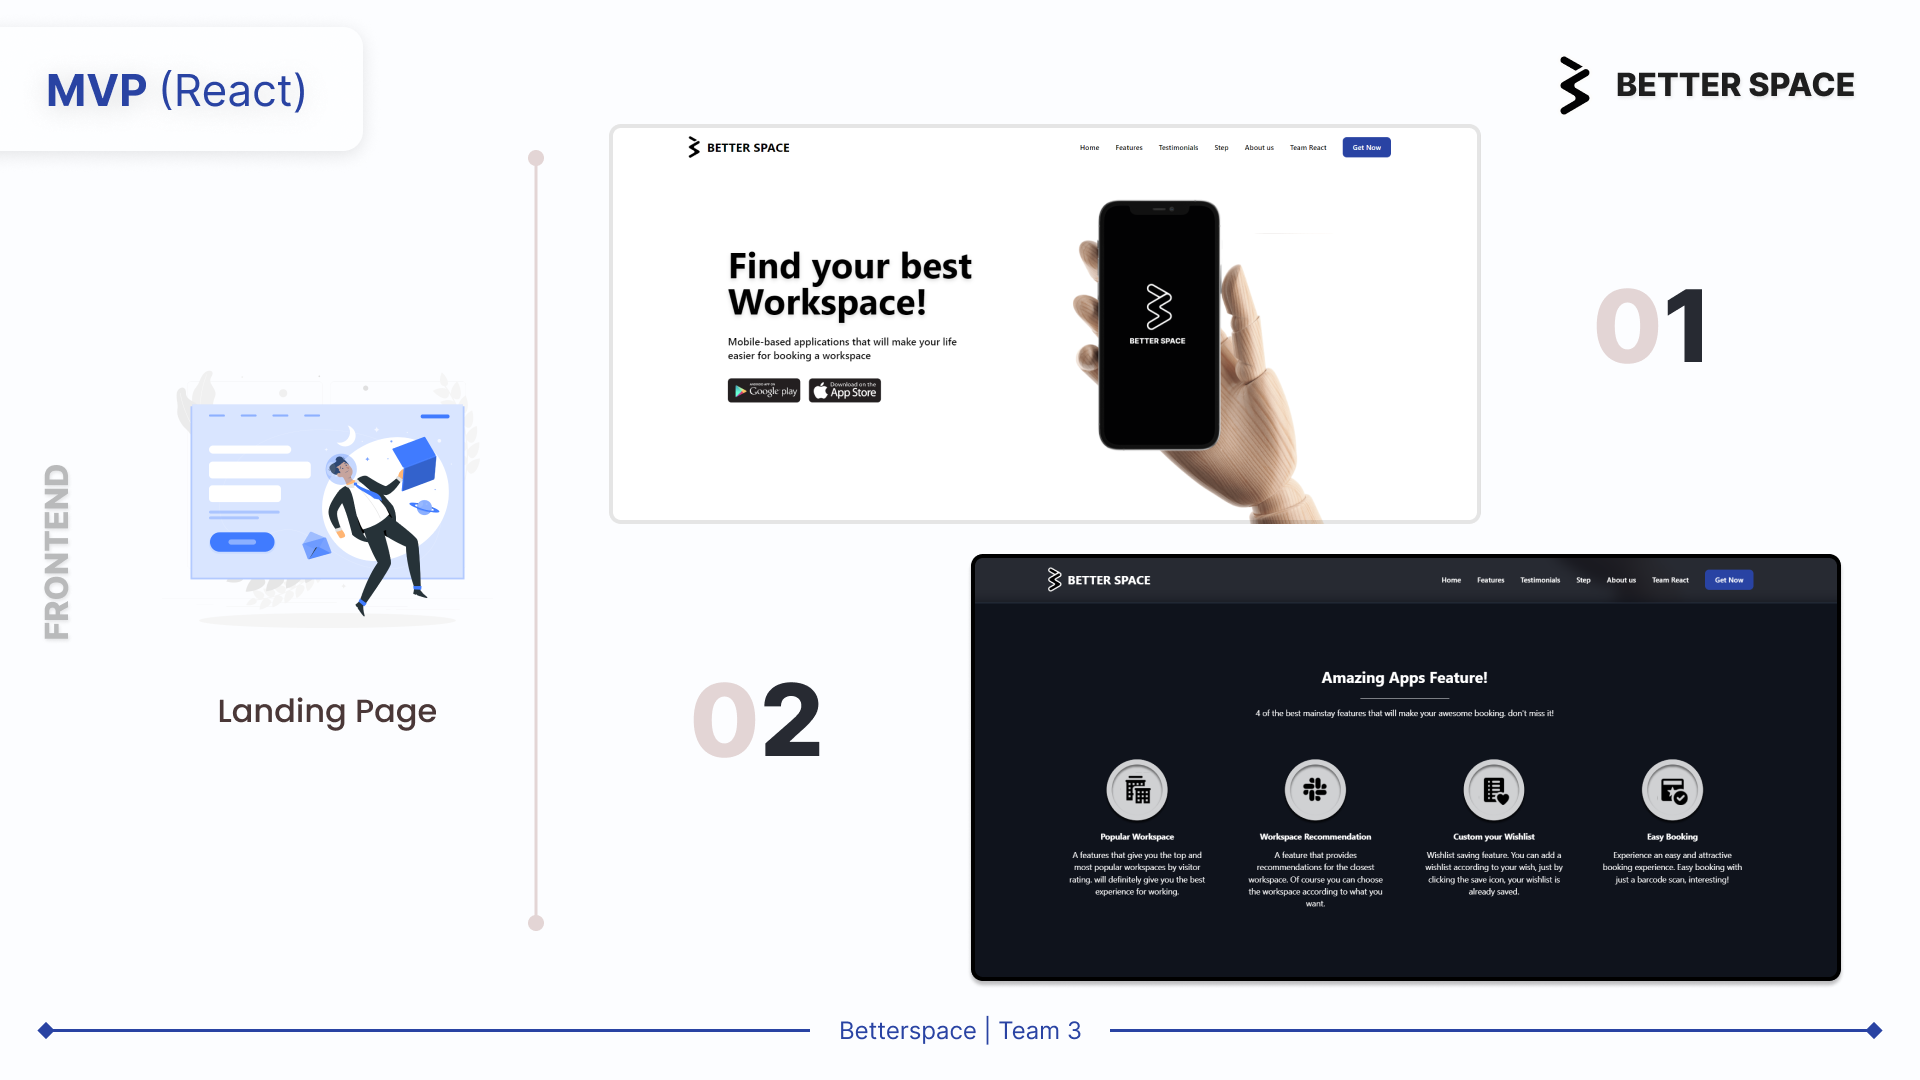 MVP (React)
BETTER SPACE
FRONTEND
Landing Page
BETTER SPACE
Home Features Testimonials Step About us Team React Get Now
Find your best
Workspace!
Mobile-based applications that will make your life
easier for booking a workspace
ANDROID APP ON
Google play
Download on the
App Store
BETTER SPACE
01
02
BETTER SPACE
Home Features Testimonials Step About us Team React Get Now
Amazing Apps Feature!
4 of the best mainstay features that will make your awesome booking. don't miss it!
Popular Workspace
A features that give you the top and
most popular workspaces by visitor
rating. will definitely give you the best
experience for working.
Workspace Recommendation
A feature that provides
recommendations for the closest
workspace. Of course you can choose
the workspace according to what you
want.
Custom your Wishlist
Wishlist saving feature. You can add a
wishlist according to your wish, just by
clicking the save icon, your wishlist is
already saved.
Easy Booking
Experience an easy and attractive
booking experience. Easy booking with
just a barcode scan, interesting!
Betterspace | Team 3